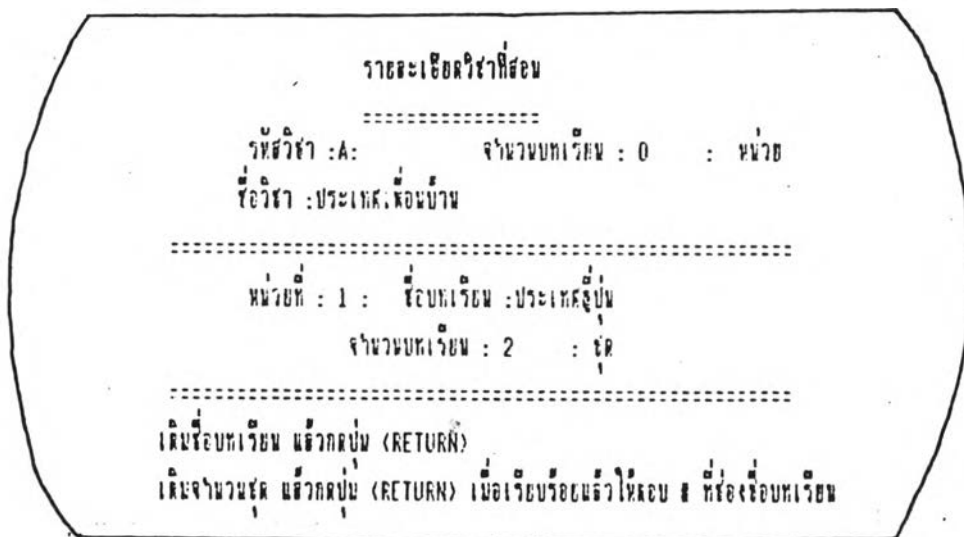 รายละเอียดวิชาที่สอน
================
รหัสวิชา :A: จำนวนบทเรียน : 0 : หน่วย
ชื่อวิชา :ประเทศเพื่อนบ้าน
========================================================
หน่วยที่ : 1 : ชื่อบทเรียน :ประเทศญี่ปุ่น
จำนวนบทเรียน : 2 : ชุด
========================================================
เติมชื่อบทเรียน แล้วกดปุ่ม <RETURN>
เติมจำนวนชุด แล้วกดปุ่ม <RETURN> เมื่อเรียบร้อยแล้วให้ตอบ ที่ช่องชื่อบทเรียน